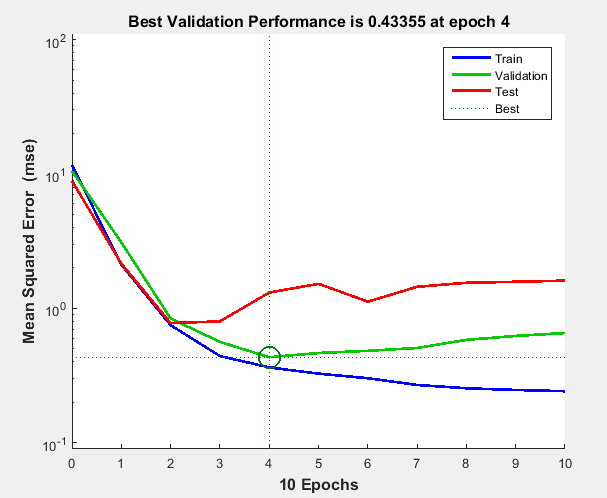 Best Validation Performance is 0.43355 at epoch 4
10^2
10^1
10^0
10^-1
Mean Squared Error (mse)
Train
Validation
Test
Best
0 1 2 3 4 5 6 7 8 9 10
10 Epochs